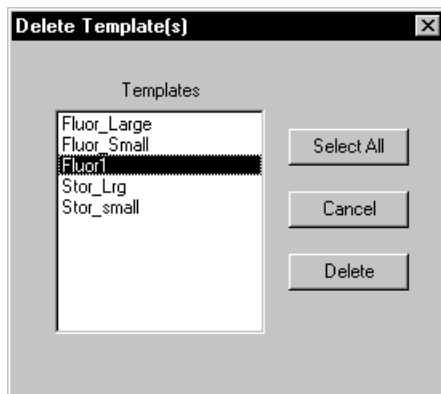 Delete Template(s)
Templates
Fluor_Large
Fluor_Small
Fluor1
Stor_Lrg
Stor_small
Select All
Cancel
Delete